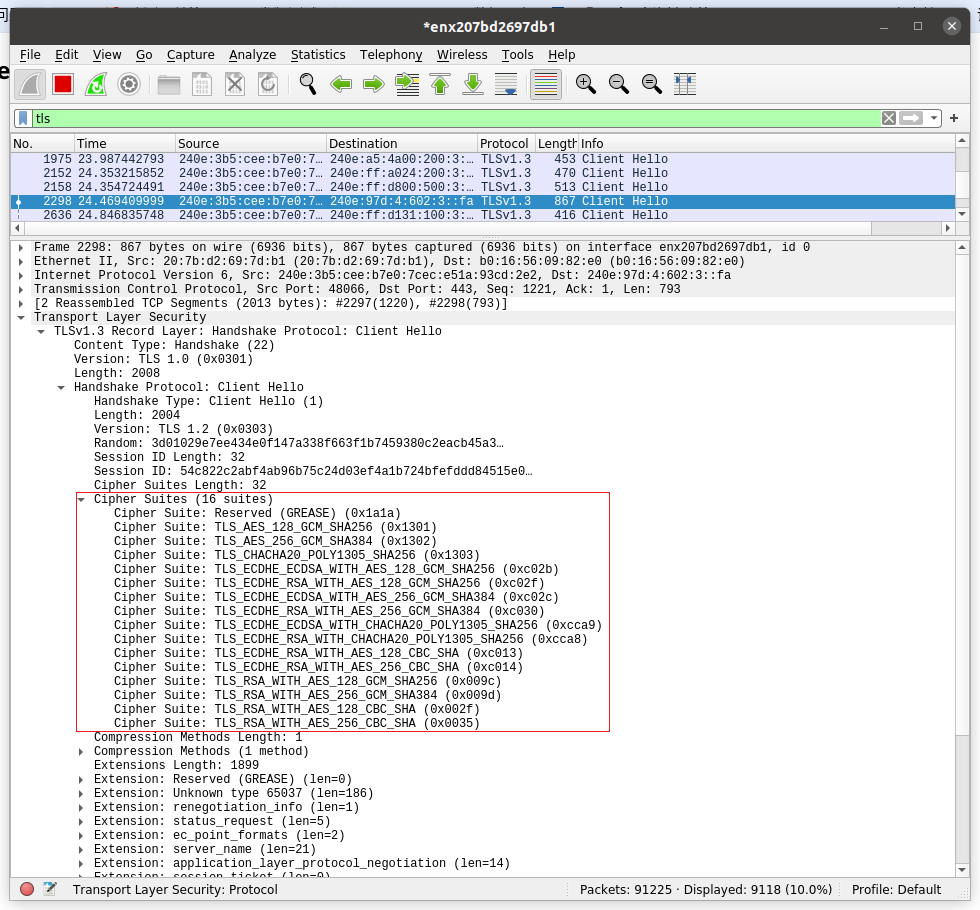 问
e
*enx207bd2697db1
File Edit View Go Capture Analyze Statistics Telephony Wireless Tools Help
tls
No. Time Source Destination Protocol Length Info
1975 23.987442793 240e:3b5:cee:b7e0:7… 240e:a5:4a00:200:3:… TLSv1.3 453 Client Hello
2152 24.353215852 240e:3b5:cee:b7e0:7… 240e:ff:a024:200:3:… TLSv1.3 470 Client Hello
2158 24.354724491 240e:3b5:cee:b7e0:7… 240e:ff:d800:500:3:… TLSv1.3 513 Client Hello
2298 24.469409999 240e:3b5:cee:b7e0:7… 240e:97d:4:602:3::fa TLSv1.3 867 Client Hello
2636 24.846835748 240e:3b5:cee:b7e0:7… 240e:ff:d131:100:3:… TLSv1.3 416 Client Hello
Frame 2298: 867 bytes on wire (6936 bits), 867 bytes captured (6936 bits) on interface enx207bd2697db1, id 0
Ethernet II, Src: 20:7b:d2:69:7d:b1 (20:7b:d2:69:7d:b1), Dst: b0:16:56:09:82:e0 (b0:16:56:09:82:e0)
Internet Protocol Version 6, Src: 240e:3b5:cee:b7e0:7cec:e51a:93cd:2e2, Dst: 240e:97d:4:602:3::fa
Transmission Control Protocol, Src Port: 48066, Dst Port: 443, Seq: 1221, Ack: 1, Len: 793
[2 Reassembled TCP Segments (2013 bytes): #2297(1220), #2298(793)]
Transport Layer Security
TLSv1.3 Record Layer: Handshake Protocol: Client Hello
Content Type: Handshake (22)
Version: TLS 1.0 (0x0301)
Length: 2008
Handshake Protocol: Client Hello
Handshake Type: Client Hello (1)
Length: 2004
Version: TLS 1.2 (0x0303)
Random: 3d01029e7ee434e0f147a338f663f1b7459380c2eacb45a3…
Session ID Length: 32
Session ID: 54c822c2abf4ab96b75c24d03ef4a1b724bfefddd84515e0…
Cipher Suites Length: 32
Cipher Suites (16 suites)
Cipher Suite: Reserved (GREASE) (0x1a1a)
Cipher Suite: TLS_AES_128_GCM_SHA256 (0x1301)
Cipher Suite: TLS_AES_256_GCM_SHA384 (0x1302)
Cipher Suite: TLS_CHACHA20_POLY1305_SHA256 (0x1303)
Cipher Suite: TLS_ECDHE_ECDSA_WITH_AES_128_GCM_SHA256 (0xc02b)
Cipher Suite: TLS_ECDHE_RSA_WITH_AES_128_GCM_SHA256 (0xc02f)
Cipher Suite: TLS_ECDHE_ECDSA_WITH_AES_256_GCM_SHA384 (0xc02c)
Cipher Suite: TLS_ECDHE_RSA_WITH_AES_256_GCM_SHA384 (0xc030)
Cipher Suite: TLS_ECDHE_ECDSA_WITH_CHACHA20_POLY1305_SHA256 (0xcca9)
Cipher Suite: TLS_ECDHE_RSA_WITH_CHACHA20_POLY1305_SHA256 (0xcca8)
Cipher Suite: TLS_ECDHE_RSA_WITH_AES_128_CBC_SHA (0xc013)
Cipher Suite: TLS_ECDHE_RSA_WITH_AES_256_CBC_SHA (0xc014)
Cipher Suite: TLS_RSA_WITH_AES_128_GCM_SHA256 (0x009c)
Cipher Suite: TLS_RSA_WITH_AES_256_GCM_SHA384 (0x009d)
Cipher Suite: TLS_RSA_WITH_AES_128_CBC_SHA (0x002f)
Cipher Suite: TLS_RSA_WITH_AES_256_CBC_SHA (0x0035)
Compression Methods Length: 1
Compression Methods (1 method)
Extensions Length: 1899
Extension: Reserved (GREASE) (len=0)
Extension: Unknown type 65037 (len=186)
Extension: renegotiation_info (len=1)
Extension: status_request (len=5)
Extension: ec_point_formats (len=2)
Extension: server_name (len=21)
Extension: application_layer_protocol_negotiation (len=14)
Extension: session_ticket (len=0)
Transport Layer Security: Protocol Packets: 91225 · Displayed: 9118 (10.0%) Profile: Default